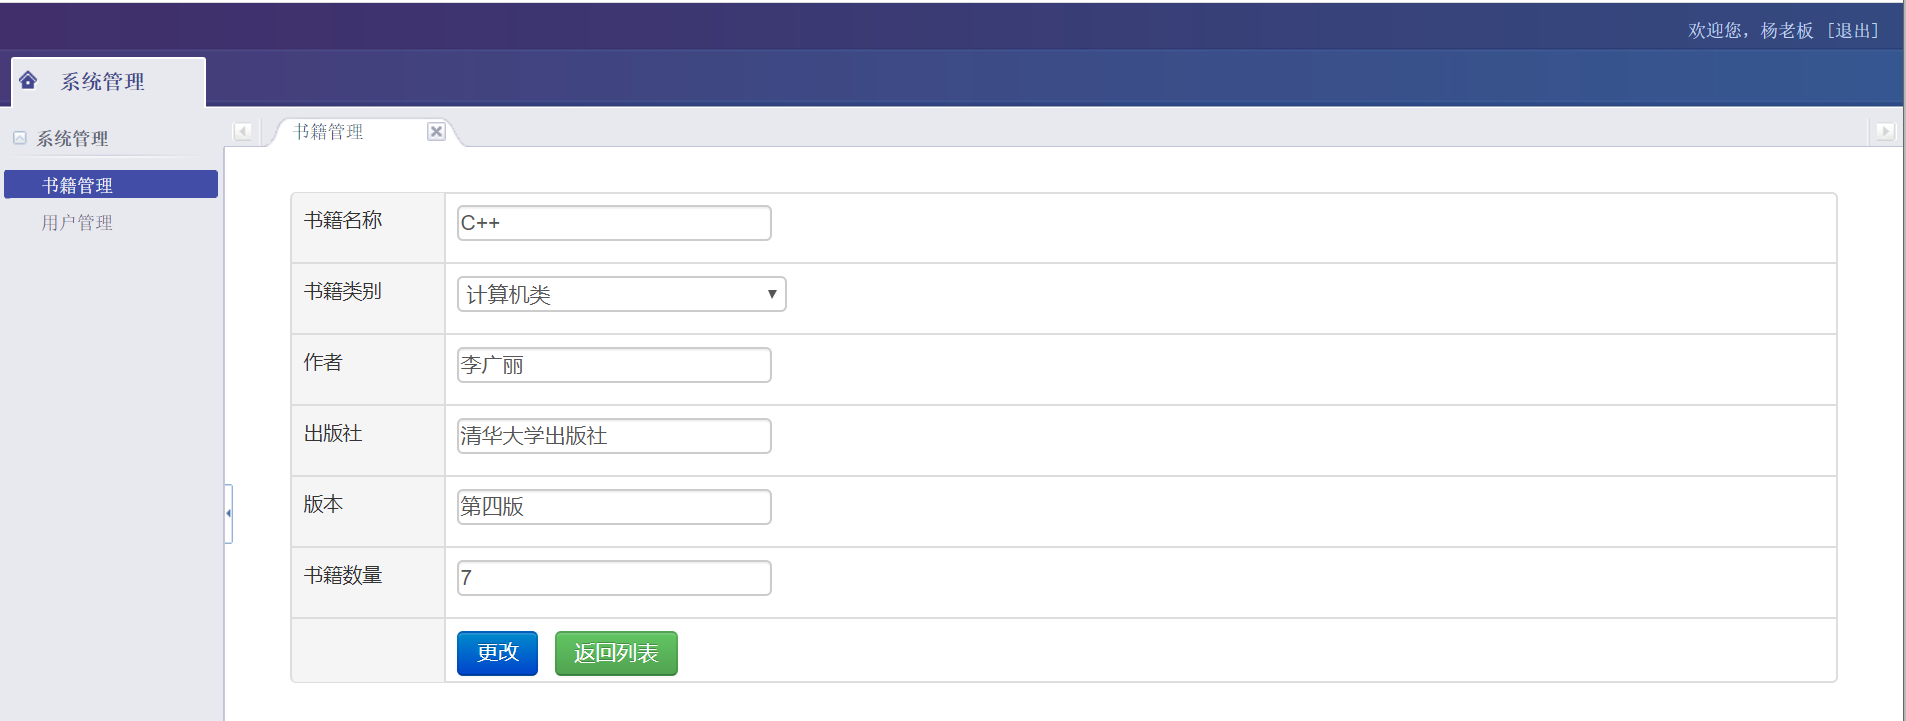 欢迎您，杨老板 [退出]
系统管理
系统管理
书籍管理
用户管理
书籍管理
书籍名称 C++
书籍类别 计算机类
作者 李广丽
出版社 清华大学出版社
版本 第四版
书籍数量 7
更改 返回列表